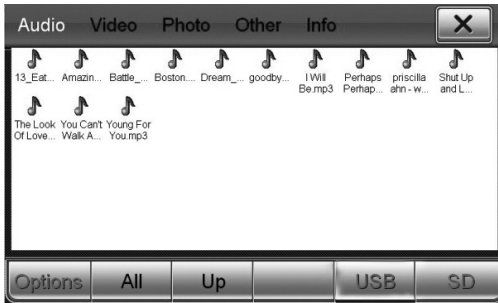 Audio Video Photo Other Info
13_Eat... Amazin... Battle_... Boston.... Dream_... goodby... I Will Perhaps priscilla Shut Up
Be.mp3 Perhap... ahn - w... and L...
The Look You Can't Young For
Of Love... Walk A... You.mp3
Options All Up USB SD